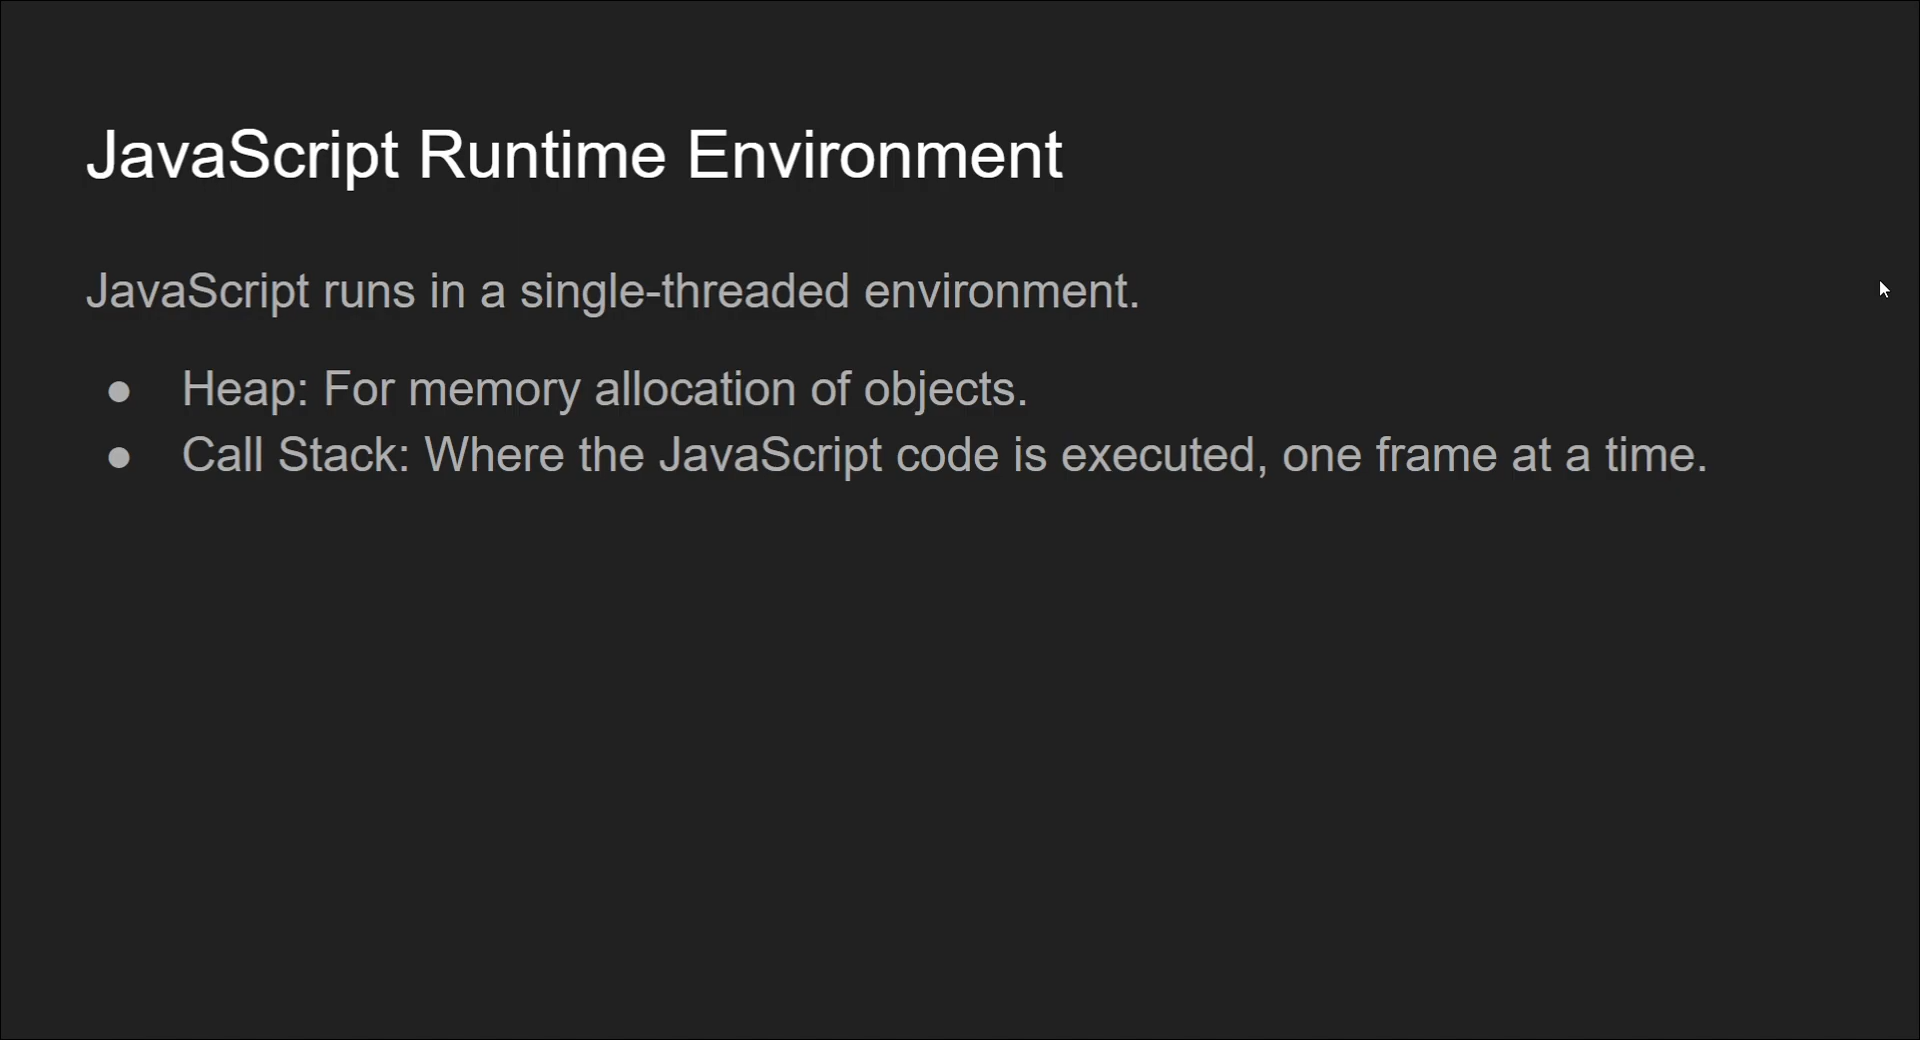 JavaScript Runtime Environment
JavaScript runs in a single-threaded environment.
● Heap: For memory allocation of objects.
● Call Stack: Where the JavaScript code is executed, one frame at a time.